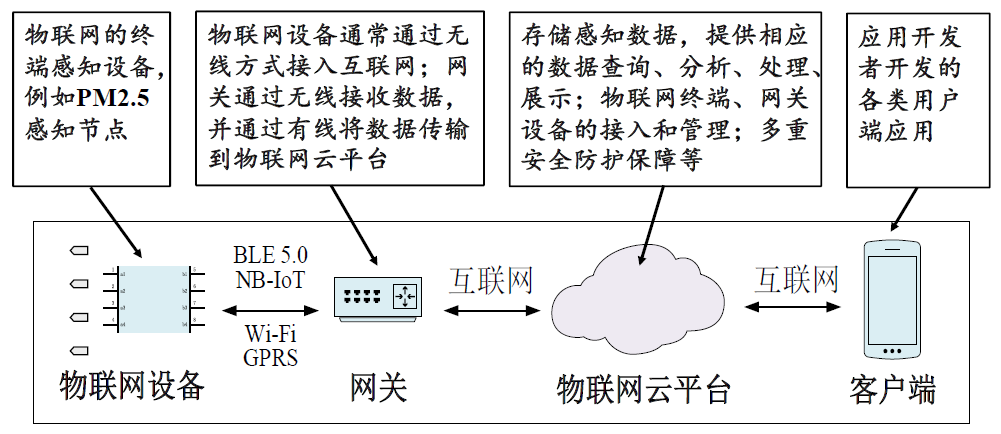 物联网的终
端感知设备，
例如PM2.5
感知节点
物联网设备通常通过无
线方式接入互联网；网
关通过无线接收数据，
并通过有线将数据传输
到物联网云平台
存储感知数据，提供相应
的数据查询、分析、处理、
展示；物联网终端、网关
设备的接入和管理；多重
安全防护保障等
应用开发
者开发的
各类用户
端应用
BLE 5.0
NB-IoT
Wi-Fi
GPRS
互联网
互联网
物联网设备
网关
物联网云平台
客户端